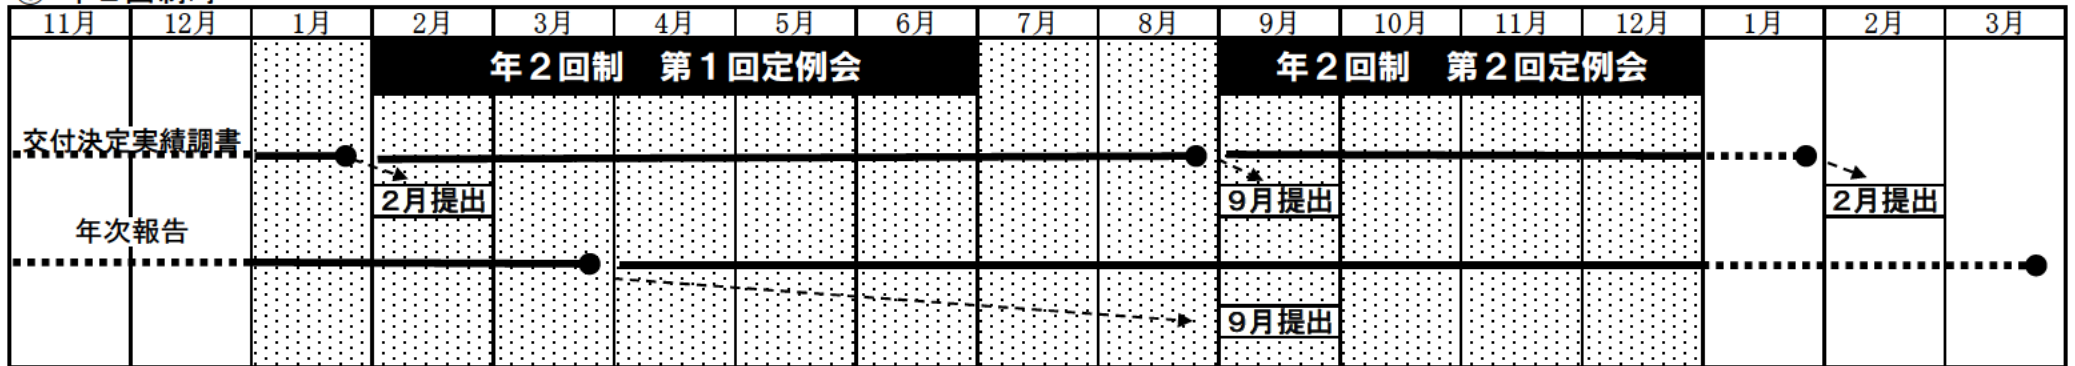 11月 12月 1月 2月 3月 4月 5月 6月 7月 8月 9月 10月 11月 12月 1月 2月 3月
年２回制　第１回定例会 年２回制　第２回定例会
交付決定実績調書
２月提出 ９月提出 ２月提出
年次報告
９月提出